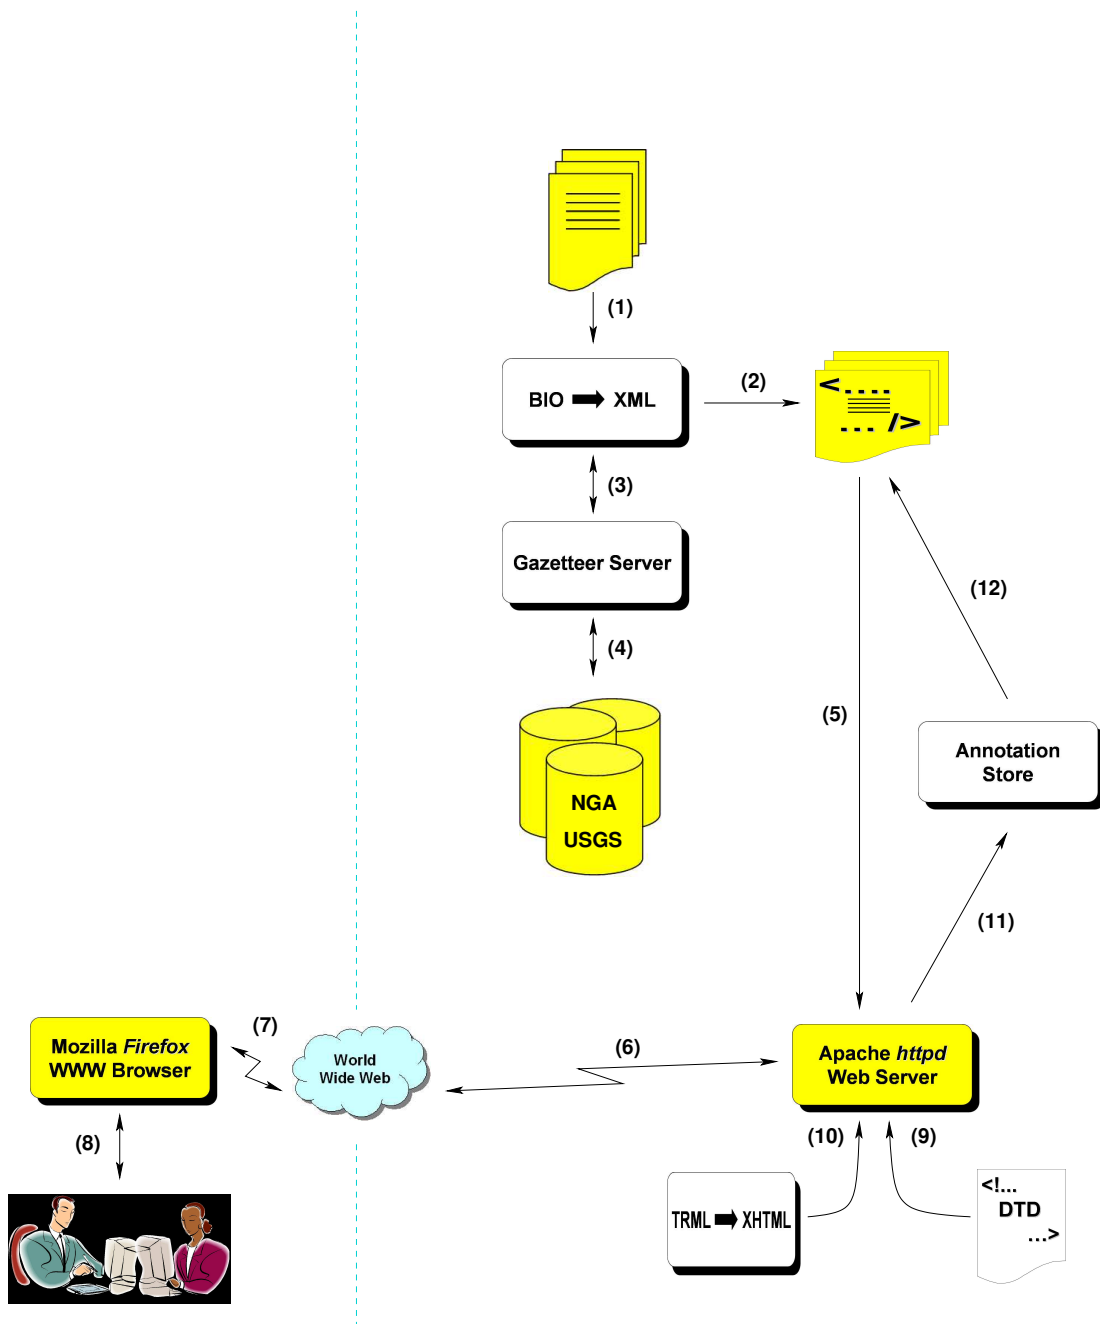 (1)
BIO XML
(2)
<....
... />
(3)
Gazetteer Server
(4)
(12)
(5)
Annotation
Store
NGA
USGS
(11)
(7)
Mozilla Firefox
WWW Browser
World
Wide Web
(6)
Apache httpd
Web Server
(8)
(10)
(9)
TRML XHTML
<!...
DTD
...>